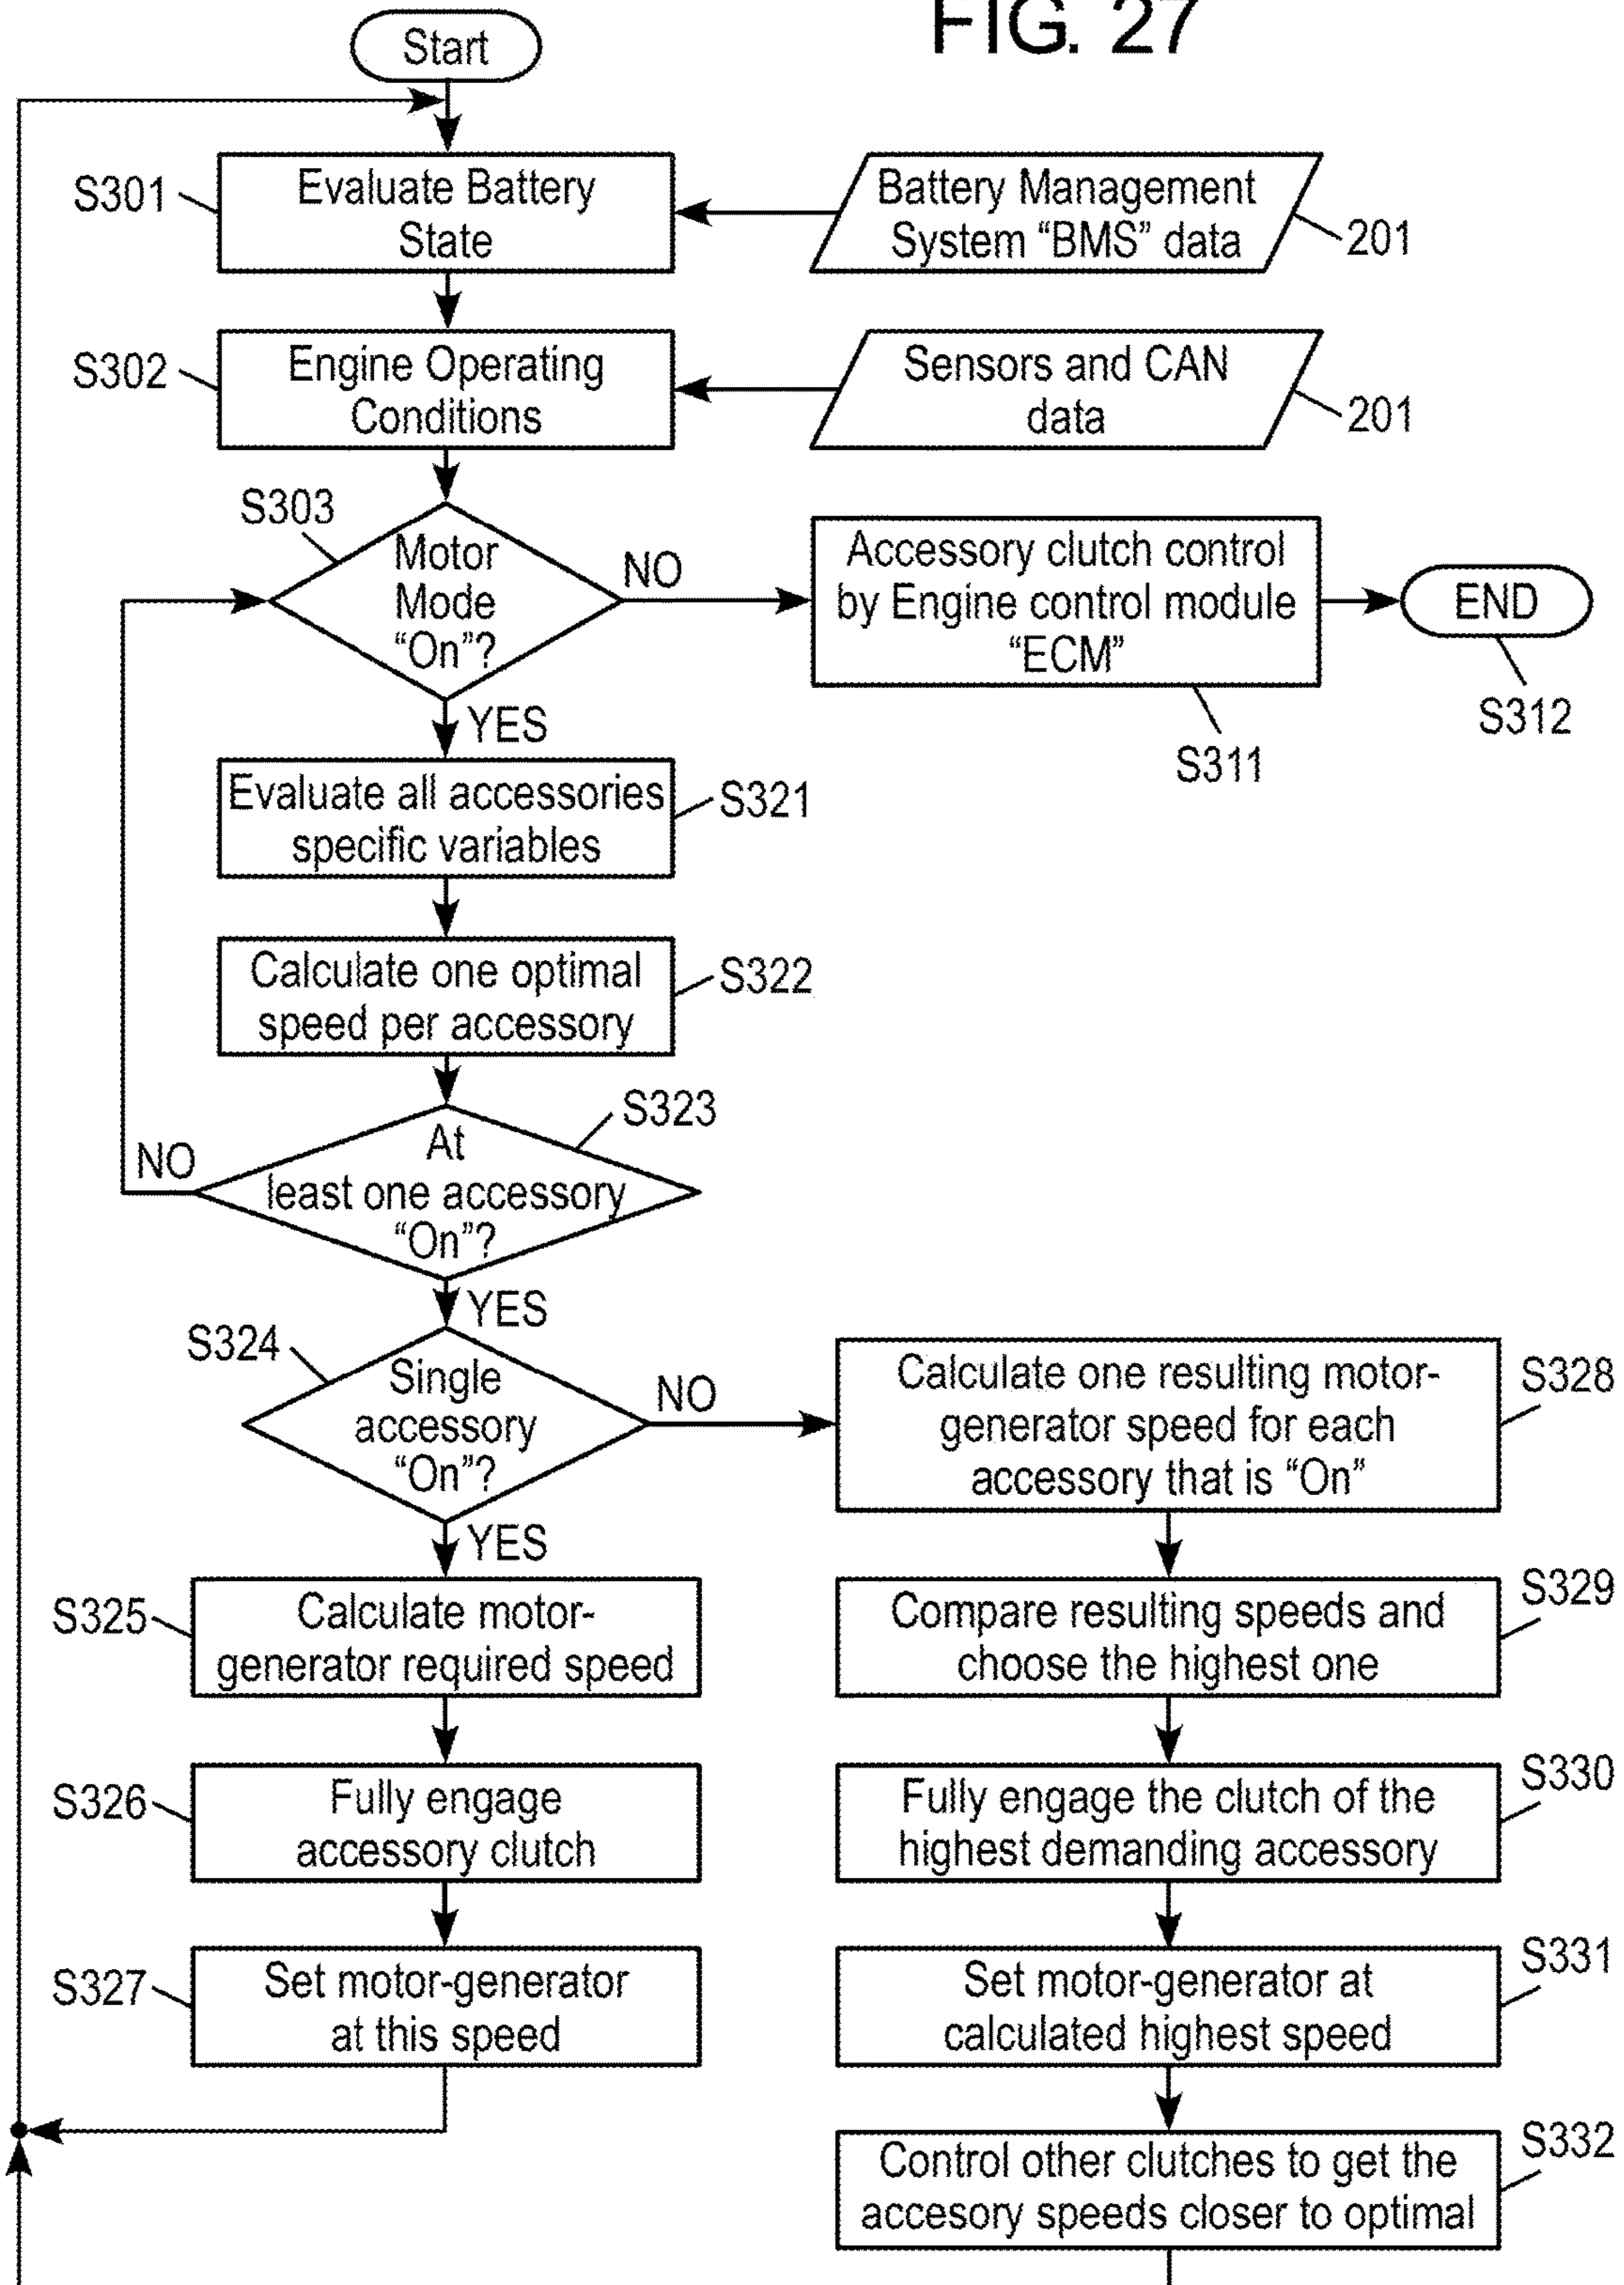 FIG. 27
Start
S301
Evaluate Battery
State
Battery Management
System “BMS” data
201
S302
Engine Operating
Conditions
Sensors and CAN
data
201
S303
Motor
Mode
“On”?
NO
Accessory clutch control
by Engine control module
“ECM”
S311
END
S312
YES
Evaluate all accessories
specific variables
S321
Calculate one optimal
speed per accessory
S322
S323
At
least one accessory
“On”?
NO
YES
S324
Single
accessory
“On”?
NO
YES
Calculate one resulting motor-
generator speed for each
accessory that is “On”
S328
S325
Calculate motor-
generator required speed
Compare resulting speeds and
choose the highest one
S329
S326
Fully engage
accessory clutch
Fully engage the clutch of the
highest demanding accessory
S330
S327
Set motor-generator
at this speed
Set motor-generator at
calculated highest speed
S331
Control other clutches to get the
accesory speeds closer to optimal
S332